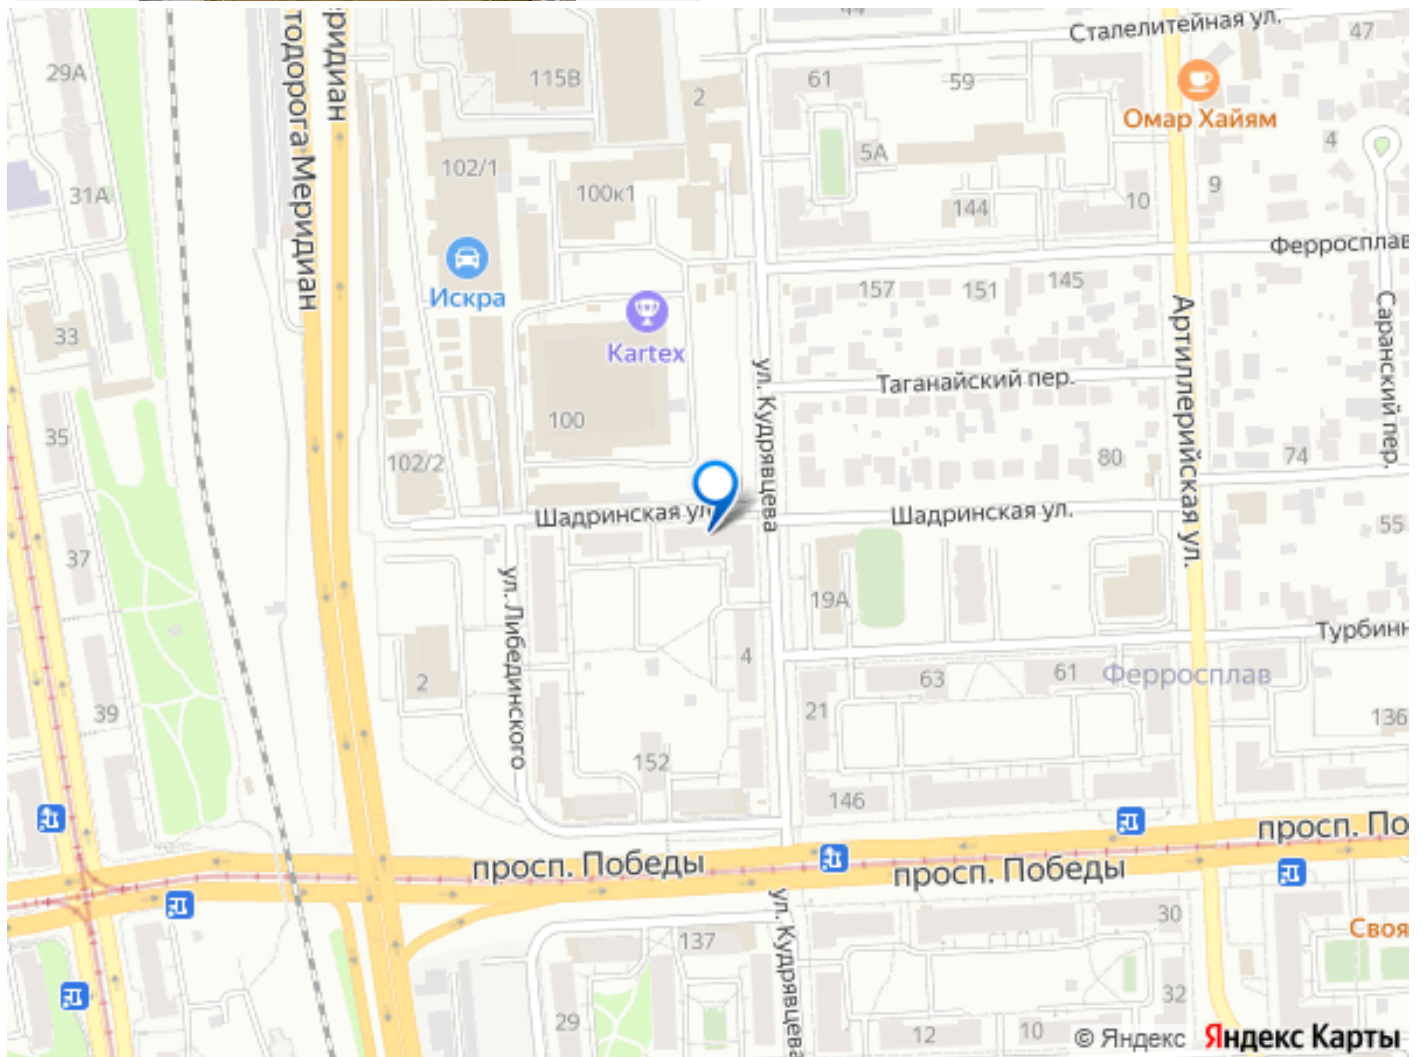 44
Сталелитейная ул.
47
29А
115В
2
61
59
Омар Хайям
4
5А
102/1
100к1
31А
144
10
9
Ферросплав
тодорога Меридиан
ридиан
Искра
157
151
145
Kartex
33
Артиллерийская ул.
Саранский пер.
ул. Кудрявцева
Таганайский пер.
100
35
102/2
80
74
Шадринская ул.
Шадринская ул.
55
37
ул. Либединского
19А
Турбинн
4
2
63
61
Ферросплав
39
21
136
152
146
просп. По
просп. Победы
просп. Победы
ул. Кудрявцева
30
137
Своя
32
29
12
10
© Яндекс Яндекс Карты